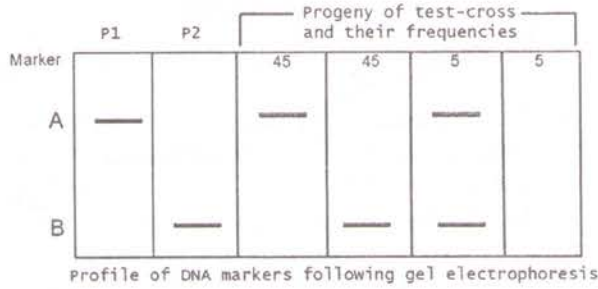 Progeny of test-cross
P1 P2 and their frequencies
Marker 45 45 5 5
A
B
Profile of DNA markers following gel electrophoresis